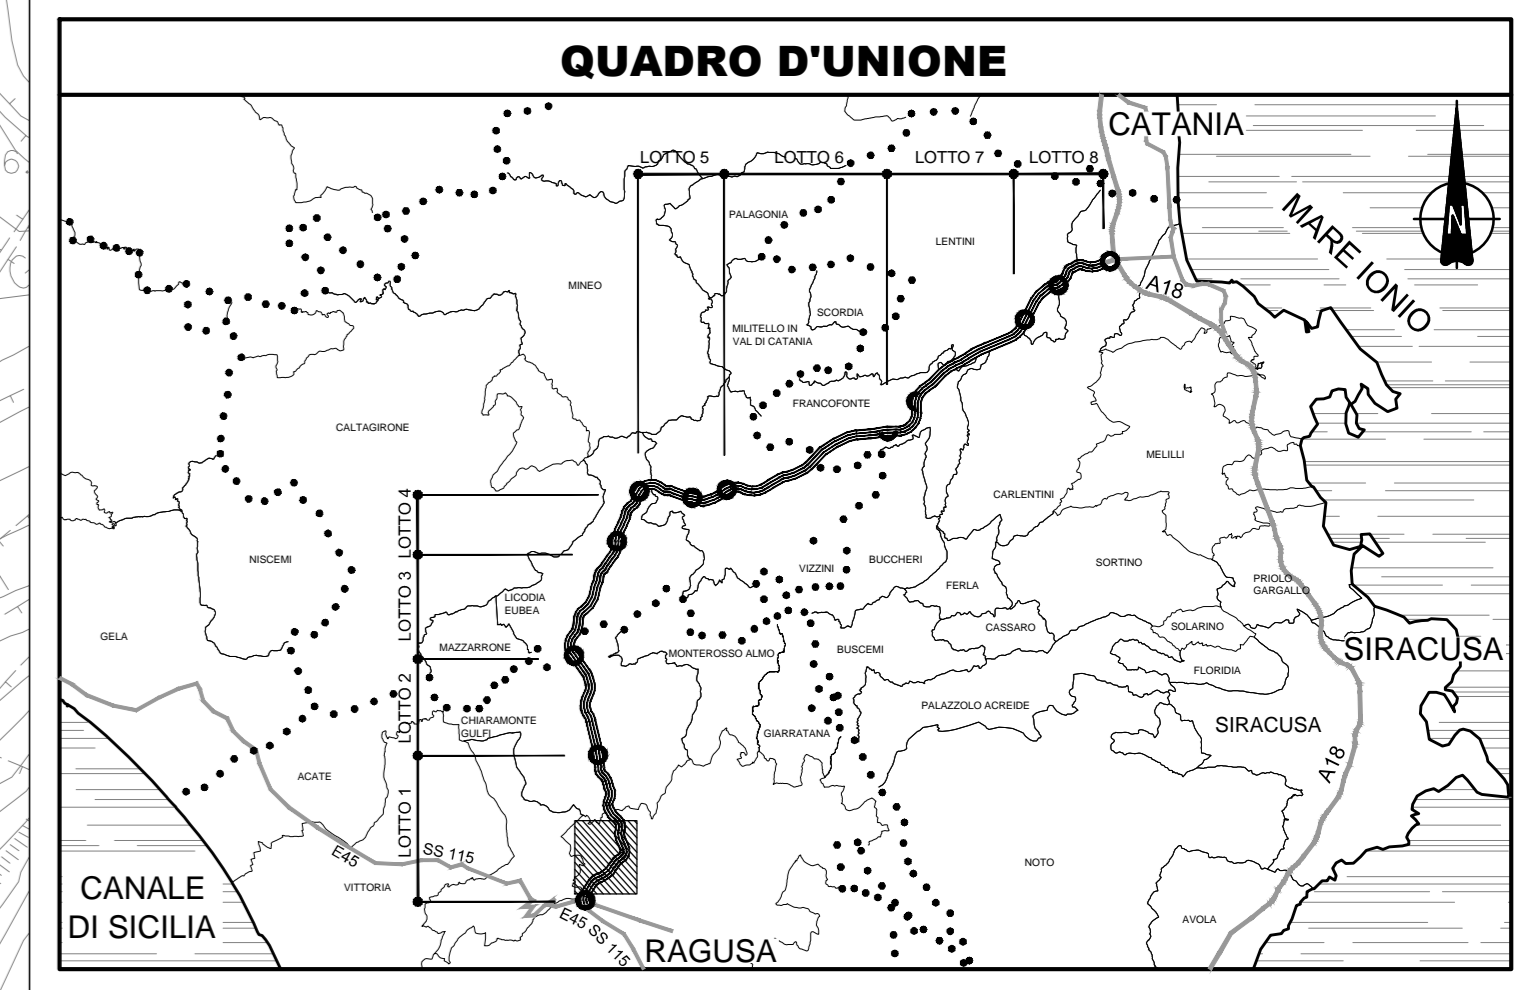 QUADRO D'UNIONE
CATANIA
LOTTO 5
LOTTO 6
LOTTO 7
LOTTO 8
N
MARE IONIO
PALAGONIA
LENTINI
MINEO
A18
SCORDIA
MILITELLO IN
VAL DI CATANIA
FRANCOFONTE
CALTAGIRONE
MELILLI
CARLENTINI
LOTTO 4
NISCEMI
VIZZINI
BUCCHERI
SORTINO
FERLA
PRIOLO
GARGALLO
LOTTO 3
LICODIA
EUBEA
GELA
MAZZARRONE
MONTEROSSO ALMO
BUSCEMI
CASSARO
SOLARINO
SIRACUSA
FLORIDIA
LOTTO 2
CHIARAMONTE
GULFI
GIARRATANA
PALAZZOLO ACREIDE
SIRACUSA
A18
ACATE
LOTTO 1
E45
SS 115
VITTORIA
NOTO
CANALE
DI SICILIA
E45 SS 115
RAGUSA
AVOLA
6